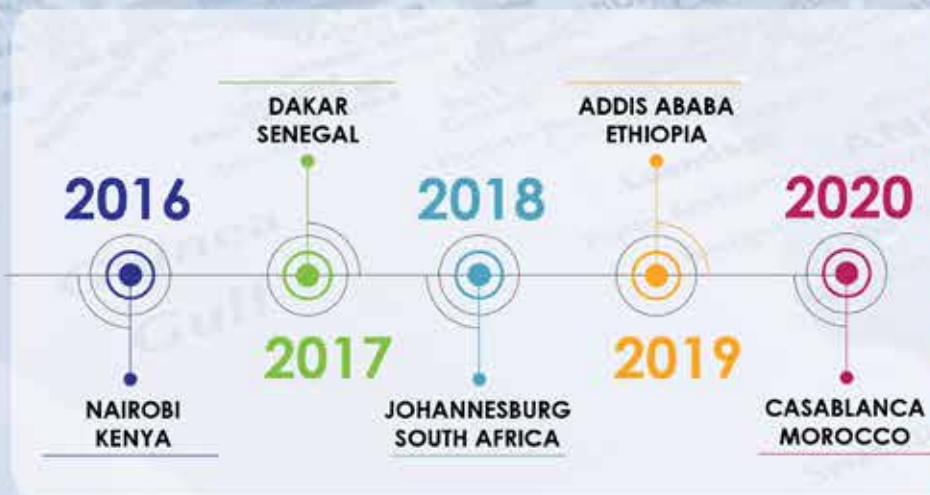 2016
NAIROBI
KENYA
DAKAR
SENEGAL
2017
2018
JOHANNESBURG
SOUTH AFRICA
ADDIS ABABA
ETHIOPIA
2019
2020
CASABLANCA
MOROCCO